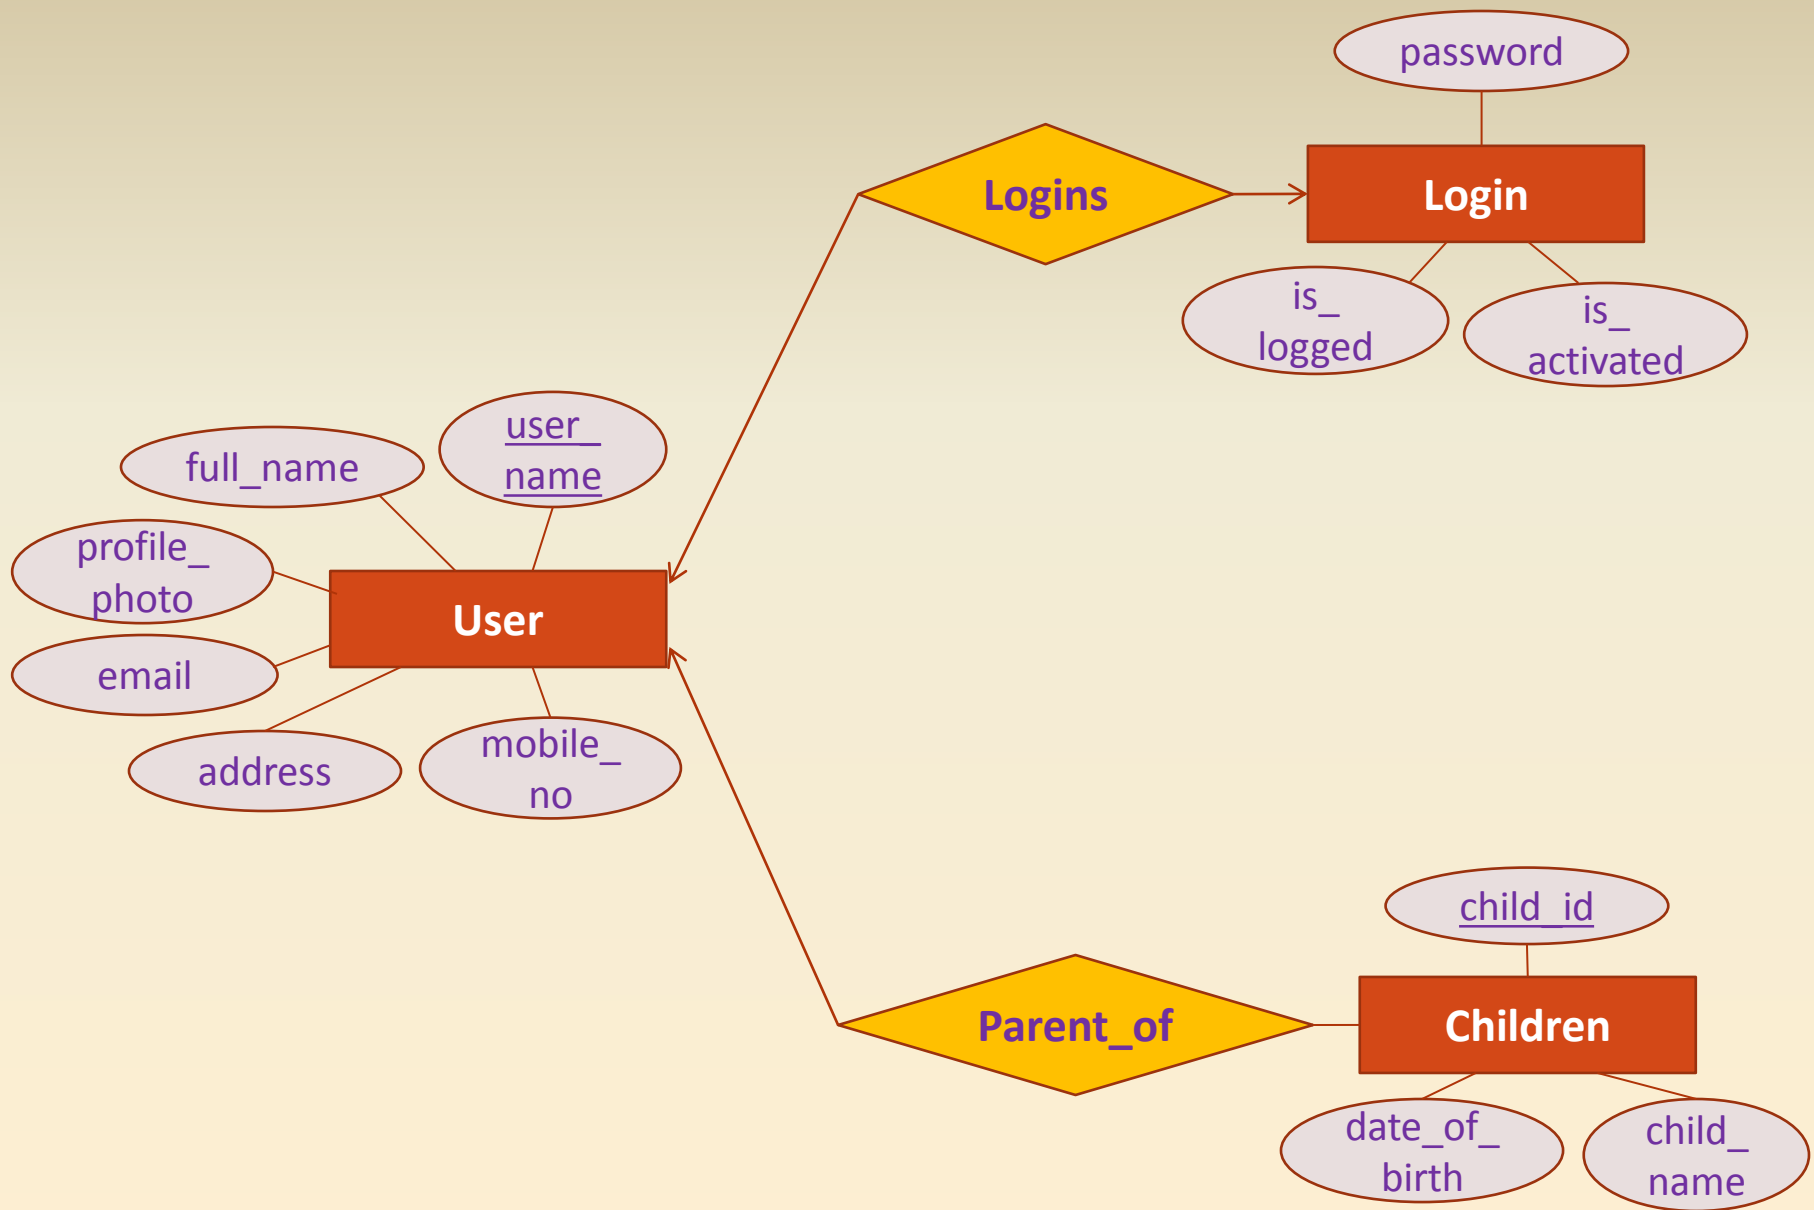 password
Logins
Login
is_
logged
is_
activated
user_
name
full_name
profile_
photo
User
email
address
mobile_
no
child_id
Parent_of
Children
date_of_
birth
child_
name